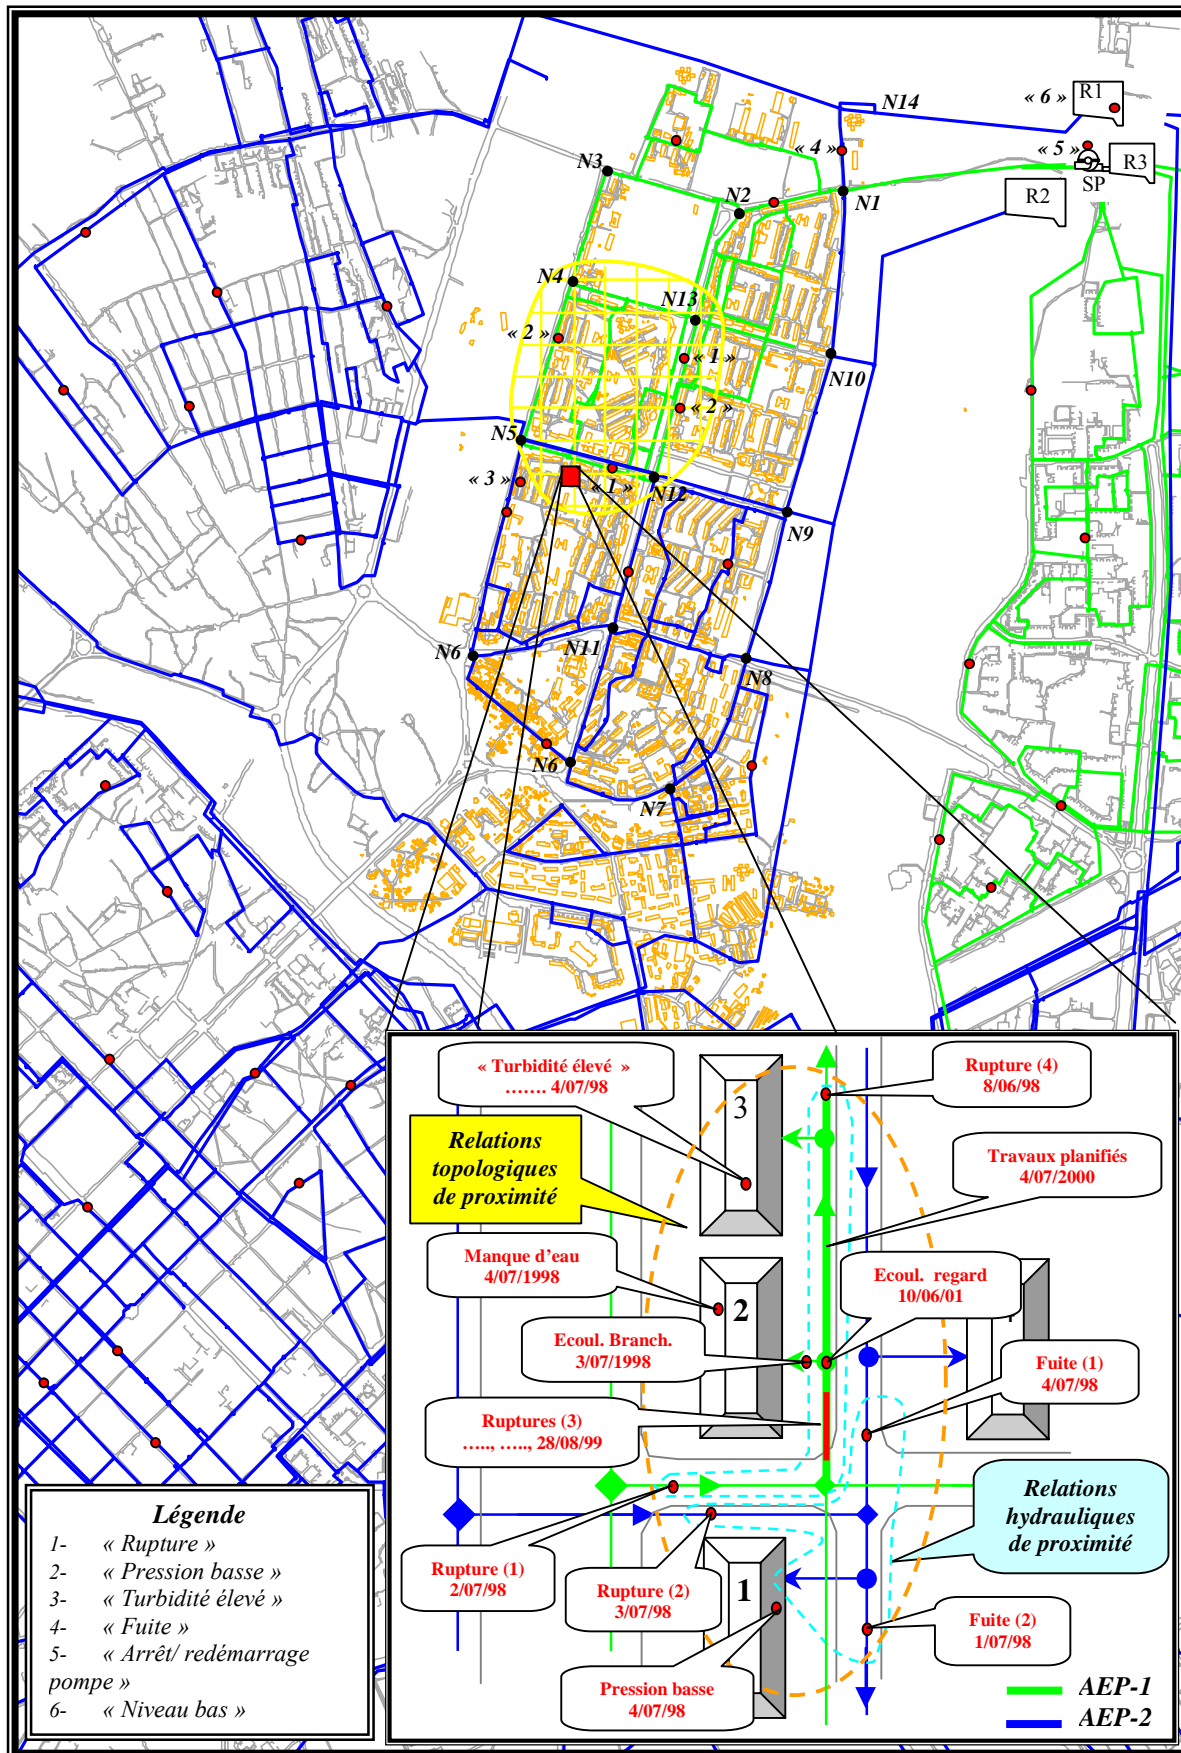 N14
« 6 »
R1
« 4 »
« 5 »
R3
SP
N3
N2
N1
R2
N4
N13
« 2 »
« 1 »
N10
« 2 »
N5
« 3 »
« 1 »
N12
N9
N11
N6
N8
N6
N7
« Turbidité élevé »
....... 4/07/98
3
Rupture (4)
8/06/98
Relations
topologiques
de proximité
Travaux planifiés
4/07/2000
Manque d'eau
4/07/1998
2
Ecoul. regard
10/06/01
Ecoul. Branch.
3/07/1998
Fuite (1)
4/07/98
Ruptures (3)
....., ....., 28/08/99
Relations
hydrauliques
de proximité
Rupture (1)
2/07/98
Rupture (2)
3/07/98
1
Fuite (2)
1/07/98
Pression basse
4/07/98
AEP-1
AEP-2
Légende
1- « Rupture »
2- « Pression basse »
3- « Turbidité élevé »
4- « Fuite »
5- « Arrêt/ redémarrage
pompe »
6- « Niveau bas »